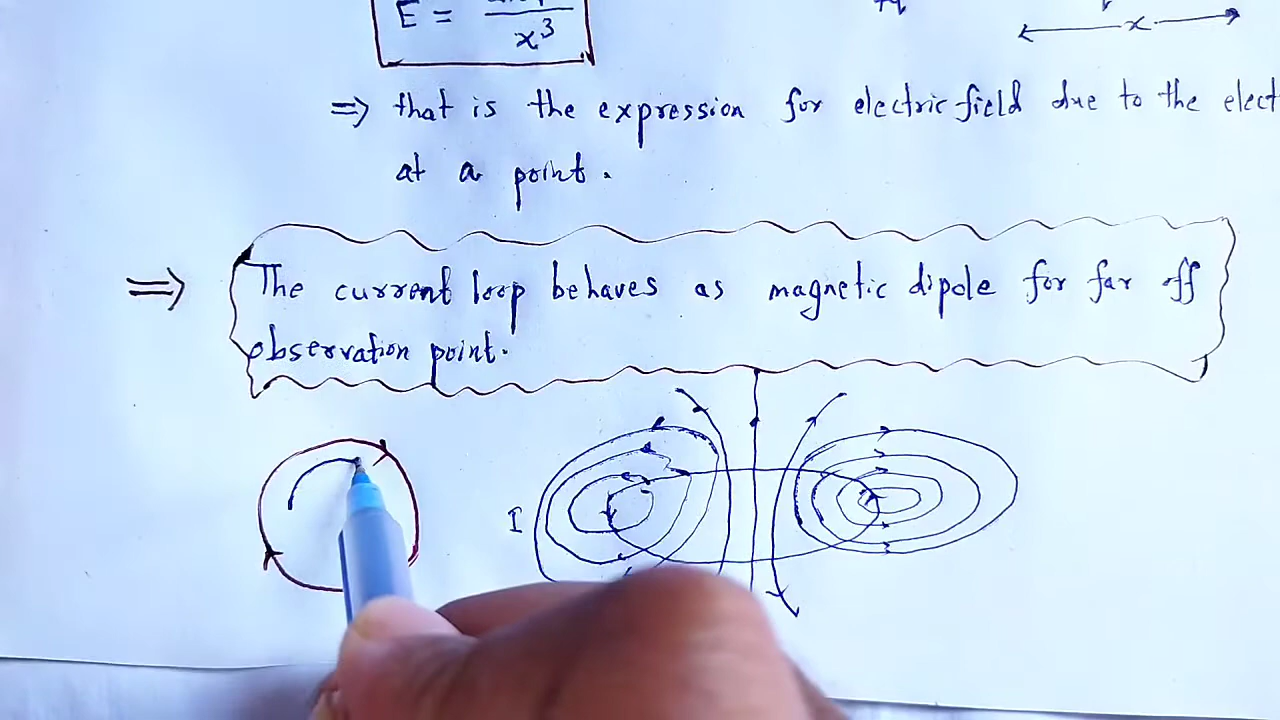 E = x³
x
⇒ that is the expression for electric field due to the
at a point.
⇒ The current loop behaves as magnetic dipole for far off
observation point.
I